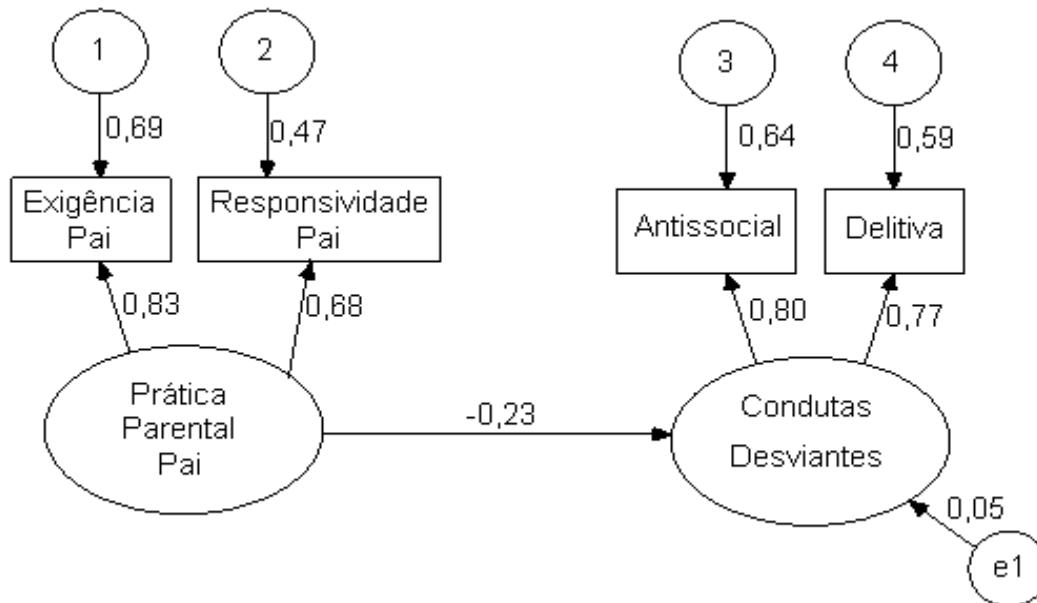 1
2
3
4
0,69
0,47
0,64
0,59
Exigência
Pai
Responsividade
Pai
Antissocial
Delitiva
0,83
0,68
0,80
0,77
Prática
Parental
Pai
-0,23
Condutas
Desviantes
0,05
e1